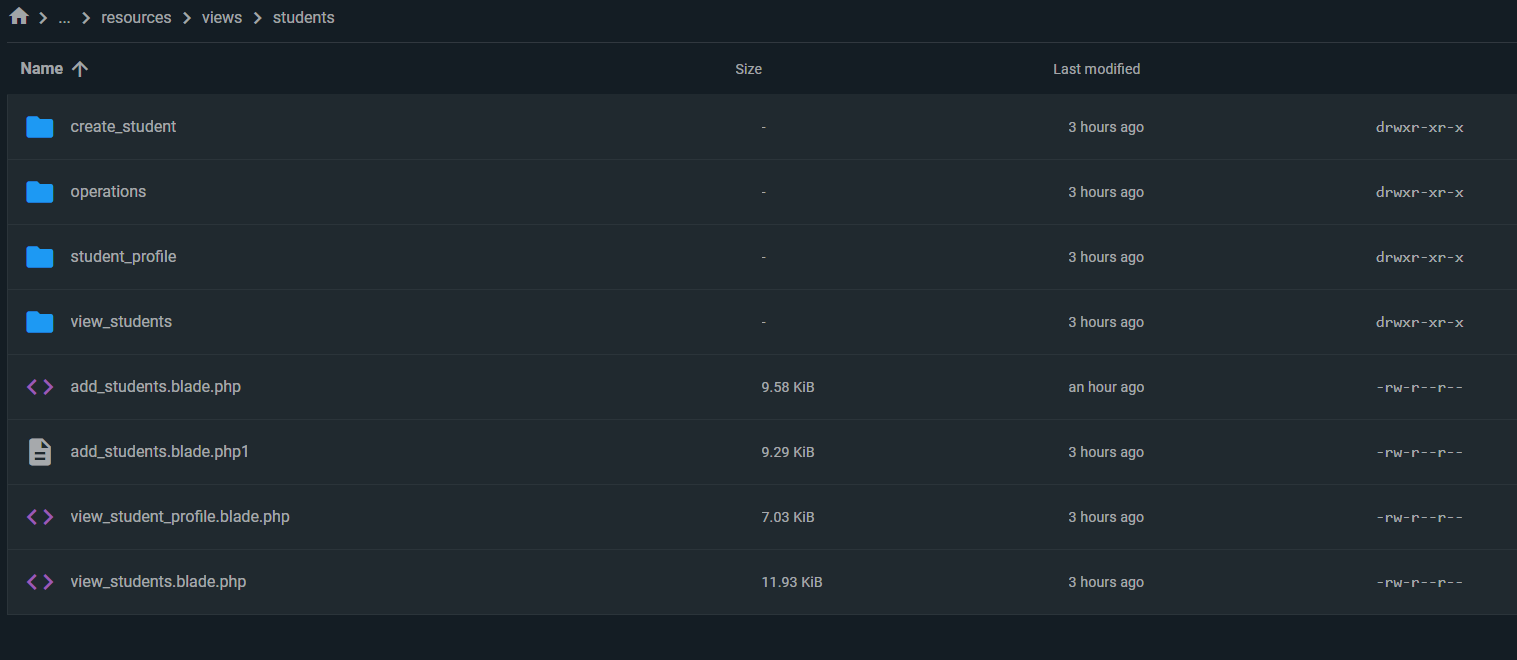 ... resources views students
Name Size Last modified
create_student - 3 hours ago drwxr-xr-x
operations - 3 hours ago drwxr-xr-x
student_profile - 3 hours ago drwxr-xr-x
view_students - 3 hours ago drwxr-xr-x
add_students.blade.php 9.58 KiB an hour ago -rw-r--r--
add_students.blade.php1 9.29 KiB 3 hours ago -rw-r--r--
view_student_profile.blade.php 7.03 KiB 3 hours ago -rw-r--r--
view_students.blade.php 11.93 KiB 3 hours ago -rw-r--r--